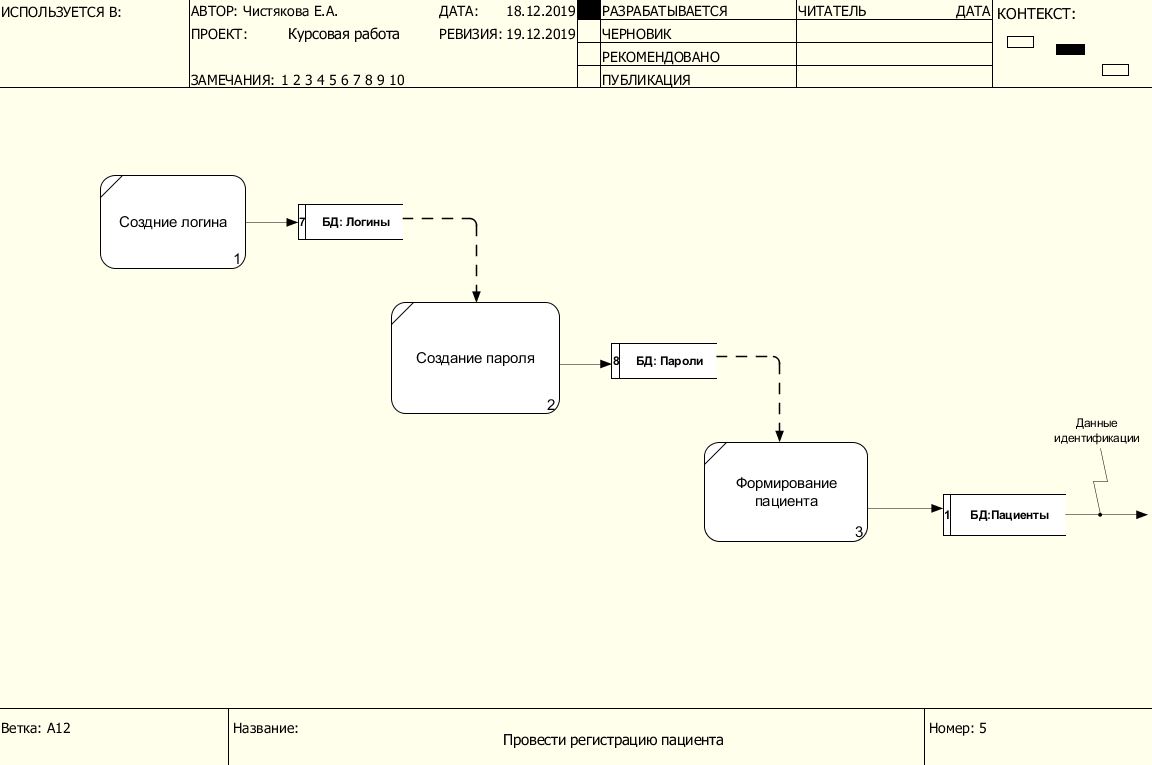 ИСПОЛЬЗУЕТСЯ В:
АВТОР: Чистякова Е.А.
ДАТА: 18.12.2019
ПРОЕКТ: Курсовая работа
РЕВИЗИЯ: 19.12.2019
ЗАМЕЧАНИЯ: 1 2 3 4 5 6 7 8 9 10
РАЗРАБАТЫВАЕТСЯ
ЧЕРНОВИК
РЕКОМЕНДОВАНО
ПУБЛИКАЦИЯ
ЧИТАТЕЛЬ ДАТА
КОНТЕКСТ:
Создние логина
1
7 БД: Логины
Создание пароля
2
8 БД: Пароли
Формирование
пациента
3
1 БД:Пациенты
Данные
идентификации
Ветка: A12
Название:
Провести регистрацию пациента
Номер: 5